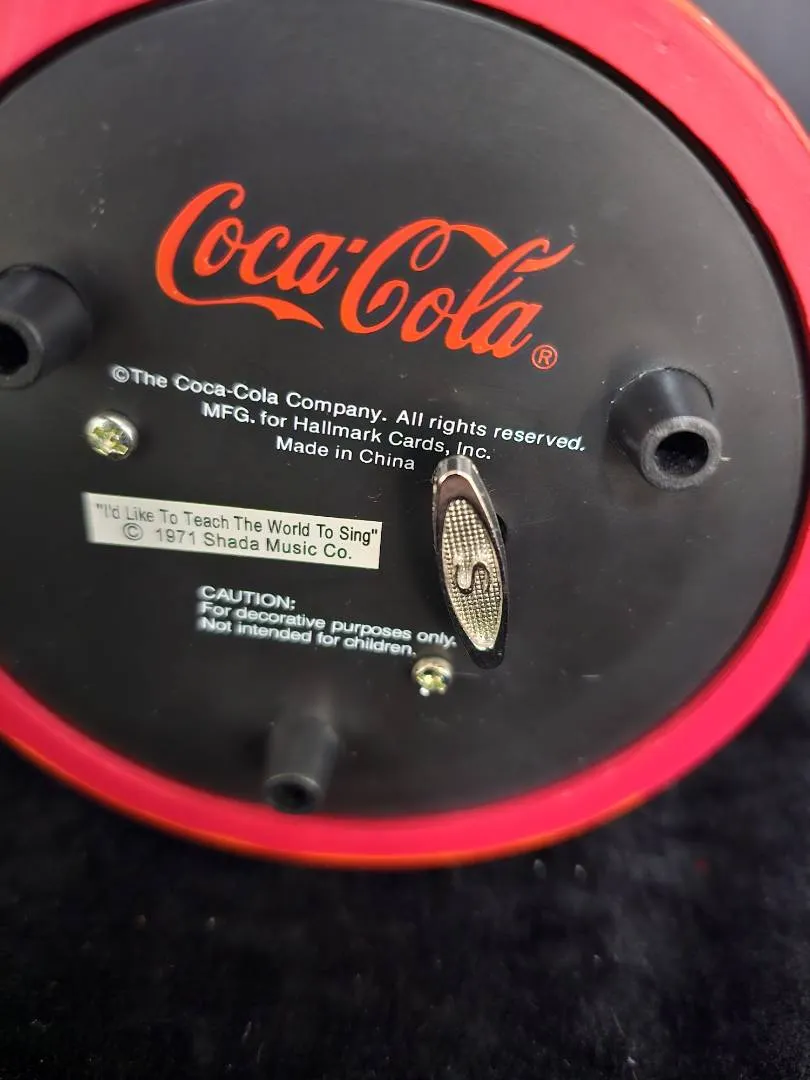 Coca-Cola®
©The Coca-Cola Company. All rights reserved.
MFG. for Hallmark Cards, Inc.
Made in China
"I'd Like To Teach The World To Sing"
© 1971 Shada Music Co.
CAUTION:
For decorative purposes only.
Not intended for children.
S